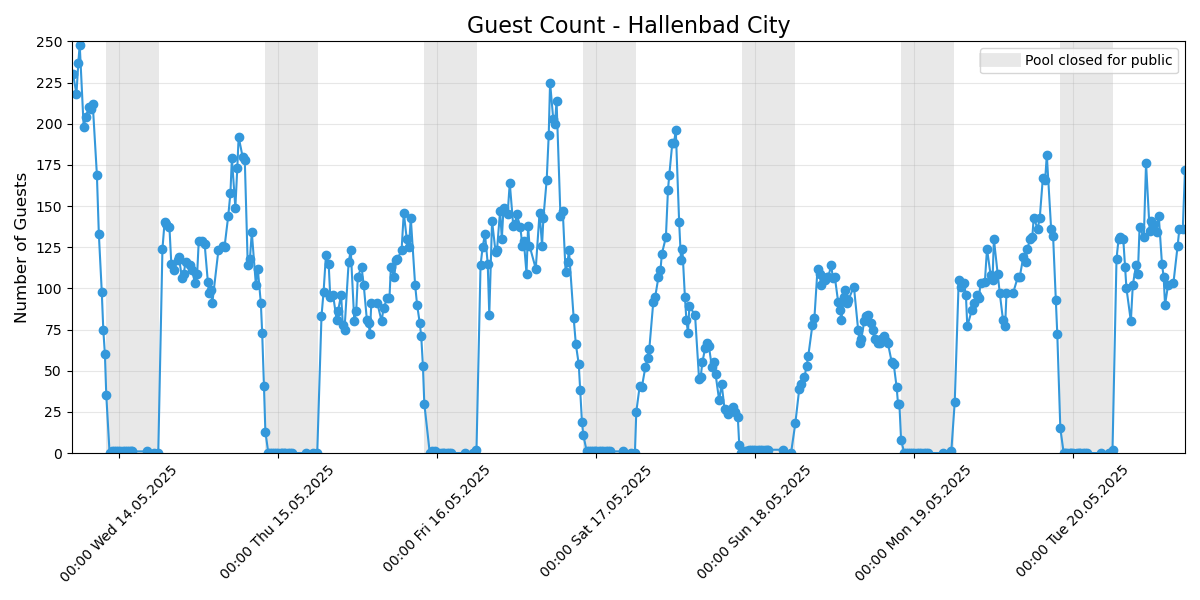 Guest Count - Hallenbad City
Number of Guests
250
225
200
175
150
125
100
75
50
25
0
Pool closed for public
00:00 Wed 14.05.2025
00:00 Thu 15.05.2025
00:00 Fri 16.05.2025
00:00 Sat 17.05.2025
00:00 Sun 18.05.2025
00:00 Mon 19.05.2025
00:00 Tue 20.05.2025